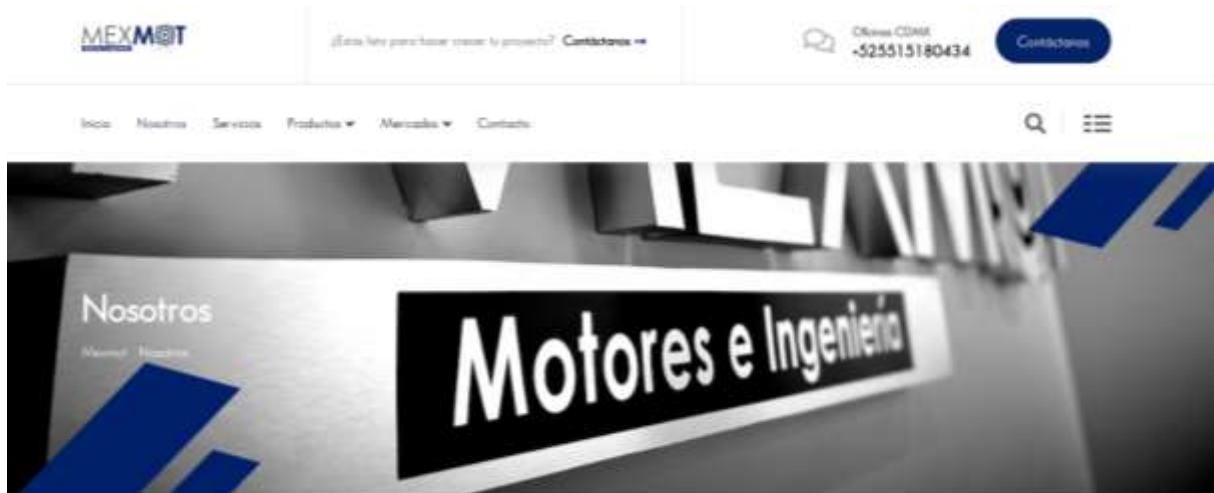 MEXMOT
¿Estás listo para hacer crecer tu proyecto? Contáctanos →
Oficinas CDMX
+525515180434
Contáctanos
Inicio Nosotros Servicios Productos Mercados Contacto
Nosotros
Mexmot Nosotros
Motores e Ingeniería